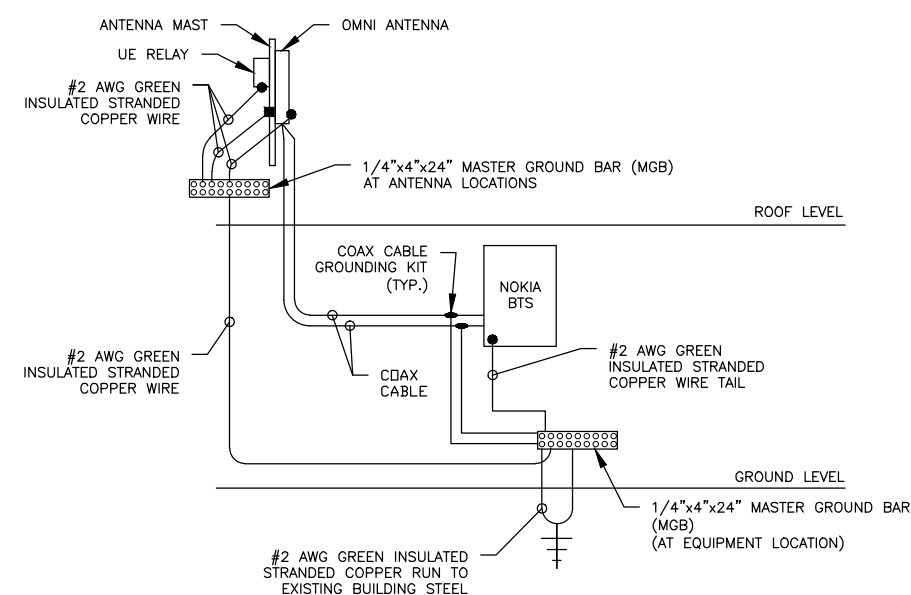 ANTENNA MAST
OMNI ANTENNA
UE RELAY
#2 AWG GREEN
INSULATED STRANDED
COPPER WIRE
1/4"x4"x24" MASTER GROUND BAR (MGB)
AT ANTENNA LOCATIONS
ROOF LEVEL
COAX CABLE
GROUNDING KIT
(TYP.)
NOKIA
BTS
#2 AWG GREEN
INSULATED STRANDED
COPPER WIRE
COAX
CABLE
#2 AWG GREEN
INSULATED STRANDED
COPPER WIRE TAIL
GROUND LEVEL
1/4"x4"x24" MASTER GROUND BAR
(MGB)
(AT EQUIPMENT LOCATION)
#2 AWG GREEN INSULATED
STRANDED COPPER RUN TO
EXISTING BUILDING STEEL